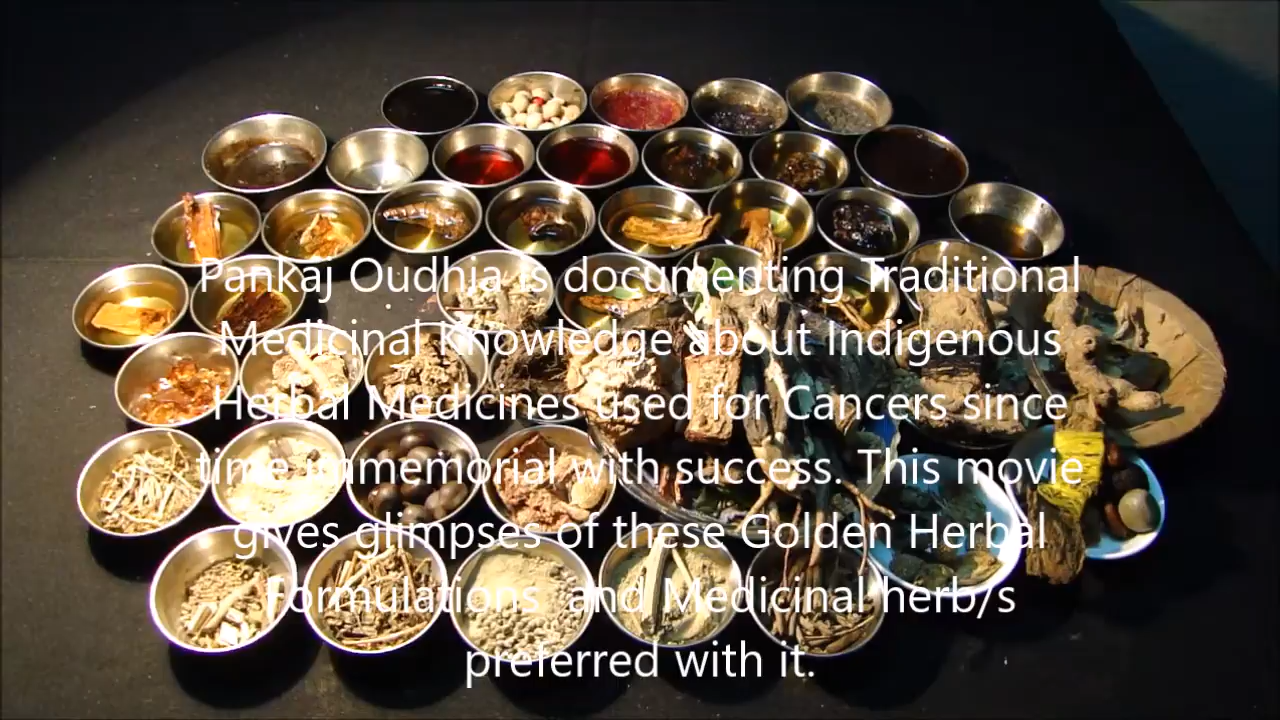 Pankaj Oudhia is documenting Traditional
Medicinal Knowledge about Indigenous
Herbal Medicines used for Cancers since
time immemorial with success. This movie
gives glimpses of these Golden Herbal
Formulations  and Medicinal herb/s
preferred with it.